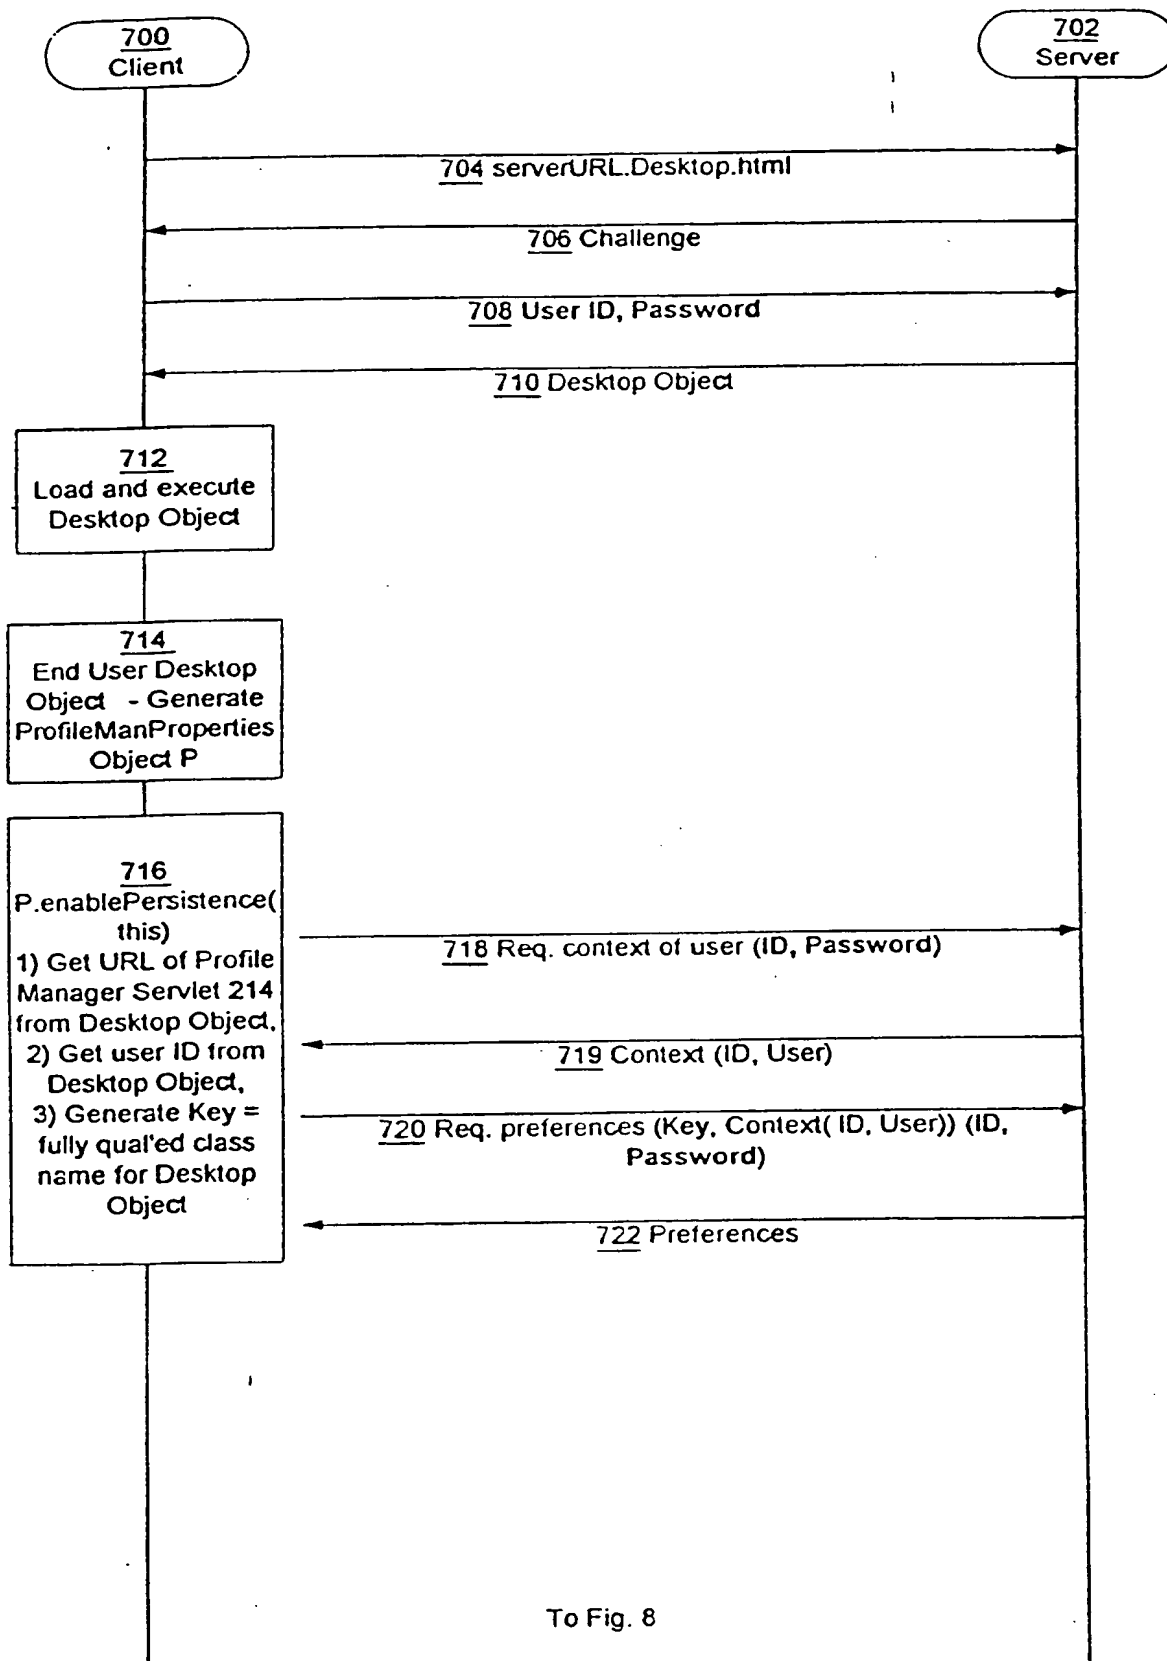 700
Client
702
Server
704 serverURL.Desktop.html
706 Challenge
708 User ID, Password
710 Desktop Object
712
Load and execute
Desktop Object
714
End User Desktop
Object - Generate
ProfileManProperties
Object P
716
P.enablePersistence(
this)
1) Get URL of Profile
Manager Servlet 214
from Desktop Object,
2) Get user ID from
Desktop Object,
3) Generate Key =
fully qual'ed class
name for Desktop
Object
718 Req. context of user (ID, Password)
719 Context (ID, User)
720 Req. preferences (Key, Context( ID, User)) (ID,
Password)
722 Preferences
To Fig. 8